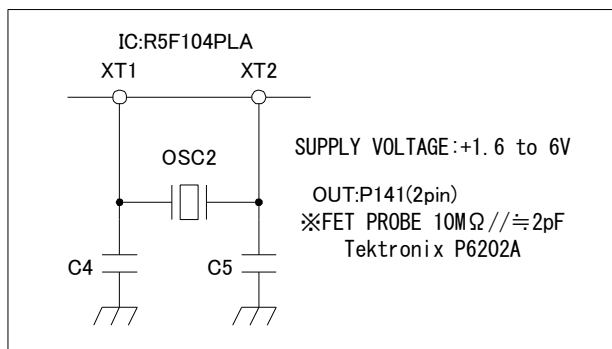 IC:R5F104PLA
XT1
XT2
OSC2
SUPPLY VOLTAGE:+1.6 to 6V
OUT:P141(2pin)
※FET PROBE 10MΩ//≒2pF
Tektronix P6202A
C4
C5